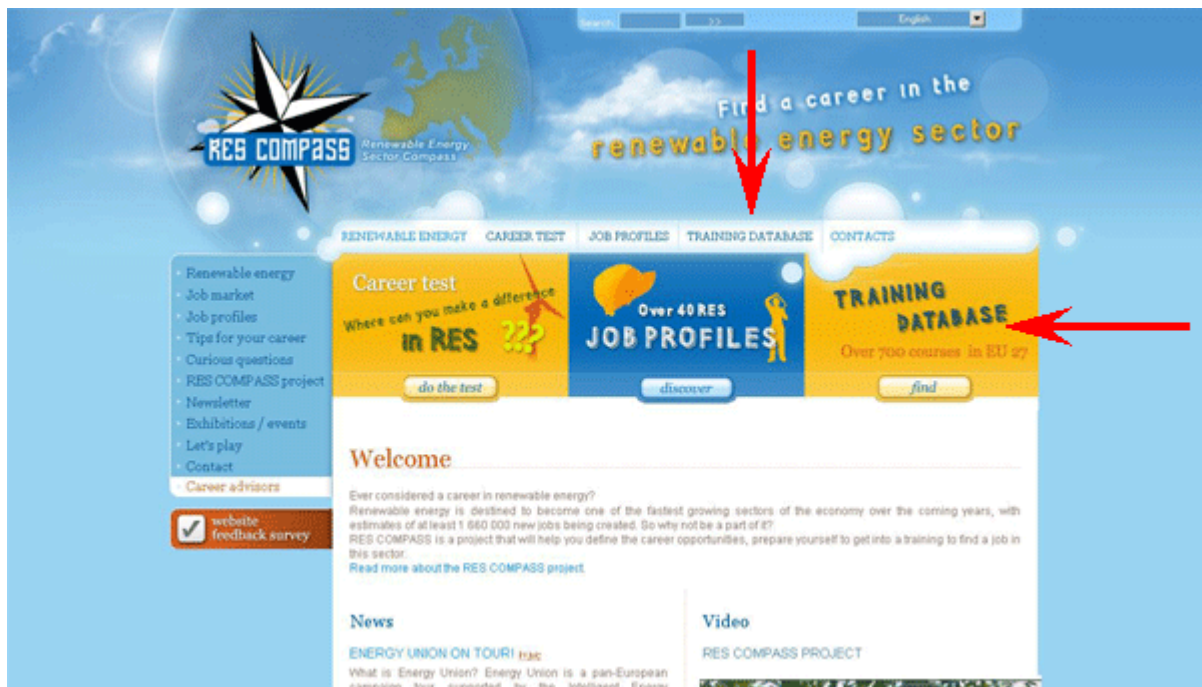 Search:
>>
English
RES COMPASS
Renewable Energy
Sector Compass
Find a career in the
renewable energy sector
RENEWABLE ENERGY
CAREER TEST
JOB PROFILES
TRAINING DATABASE
CONTACTS
Renewable energy
Job market
Job profiles
Tips for your career
Curious questions
RES COMPASS project
Newsletter
Exhibitions / events
Let's play
Contact
Career advisors
website
feedback survey
Career test
Where can you make a difference
in RES ???
do the test
Over 40 RES
JOB PROFILES
discover
TRAINING
DATABASE
Over 700 courses in EU 27
find
Welcome
Ever considered a career in renewable energy?
Renewable energy is destined to become one of the fastest growing sectors of the economy over the coming years, with
estimates of at least 1 660 000 new jobs being created. So why not be a part of it?
RES COMPASS is a project that will help you define the career opportunities, prepare yourself to get into a training to find a job in
this sector.
Read more about the RES COMPASS project.
News
ENERGY UNION ON TOUR!
What is Energy Union? Energy Union is a pan-European
campaign tour supported by the Intelligent Energy
Video
RES COMPASS PROJECT